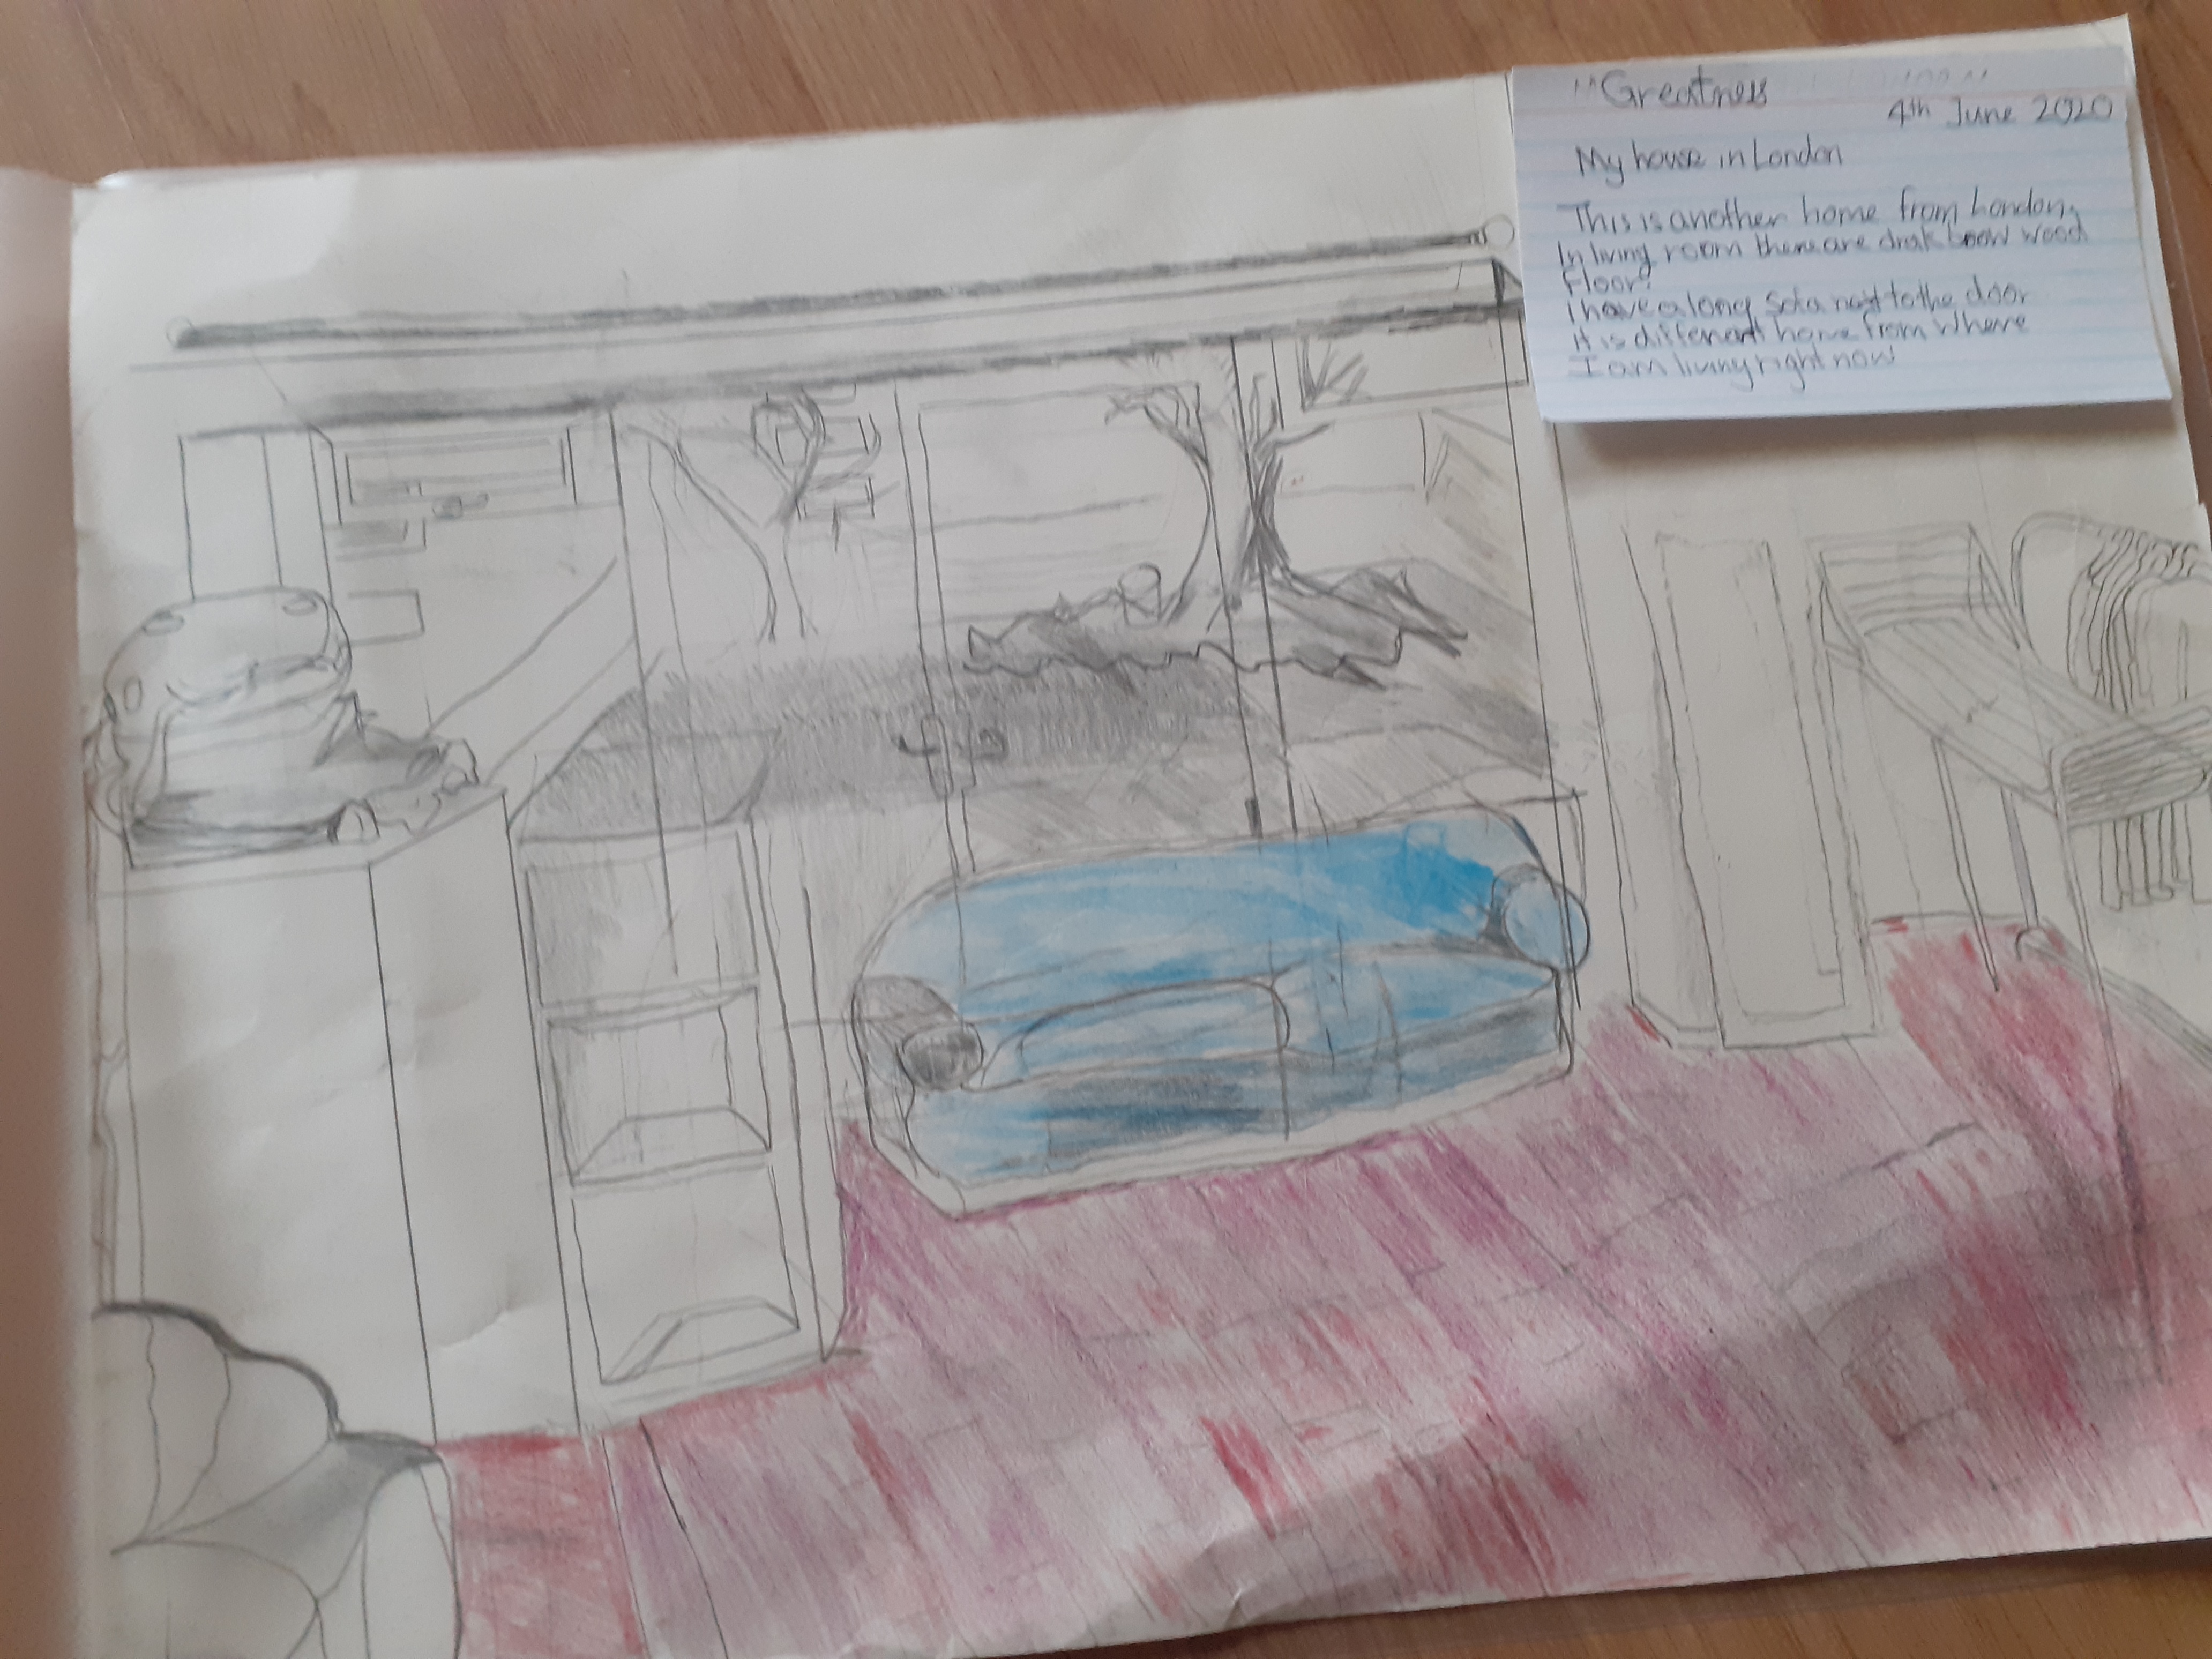 "Greatness
4th June 2020
My house in London
This is another home from London,
In living room there are drak boow wood
Floor.
I have a long Sofa next to the door
it is different home from where
I am living right now